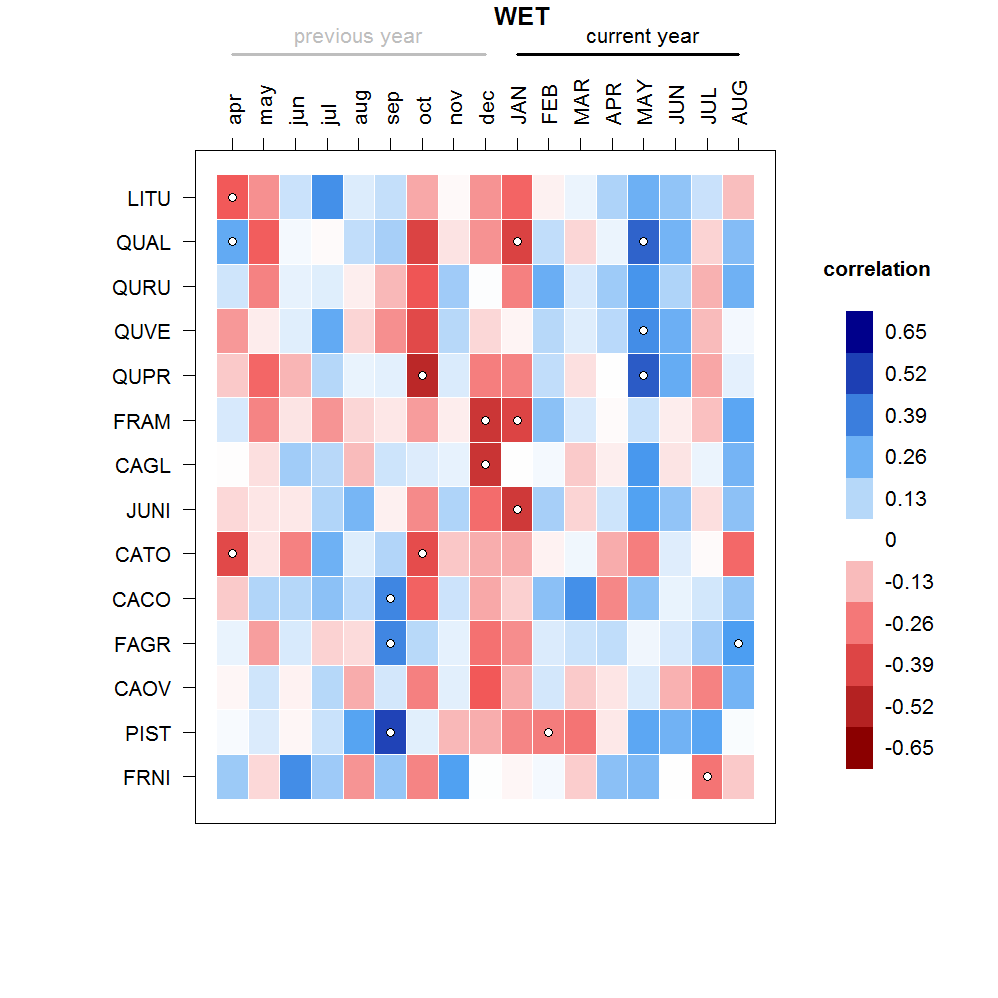 WET
previous year
current year
apr may jun jul aug sep oct nov dec JAN FEB MAR APR MAY JUN JUL AUG
LITU
QUAL
QURU
QUVE
QUPR
FRAM
CAGL
JUNI
CATO
CACO
FAGR
CAOV
PIST
FRNI
correlation
0.65
0.52
0.39
0.26
0.13
0
-0.13
-0.26
-0.39
-0.52
-0.65